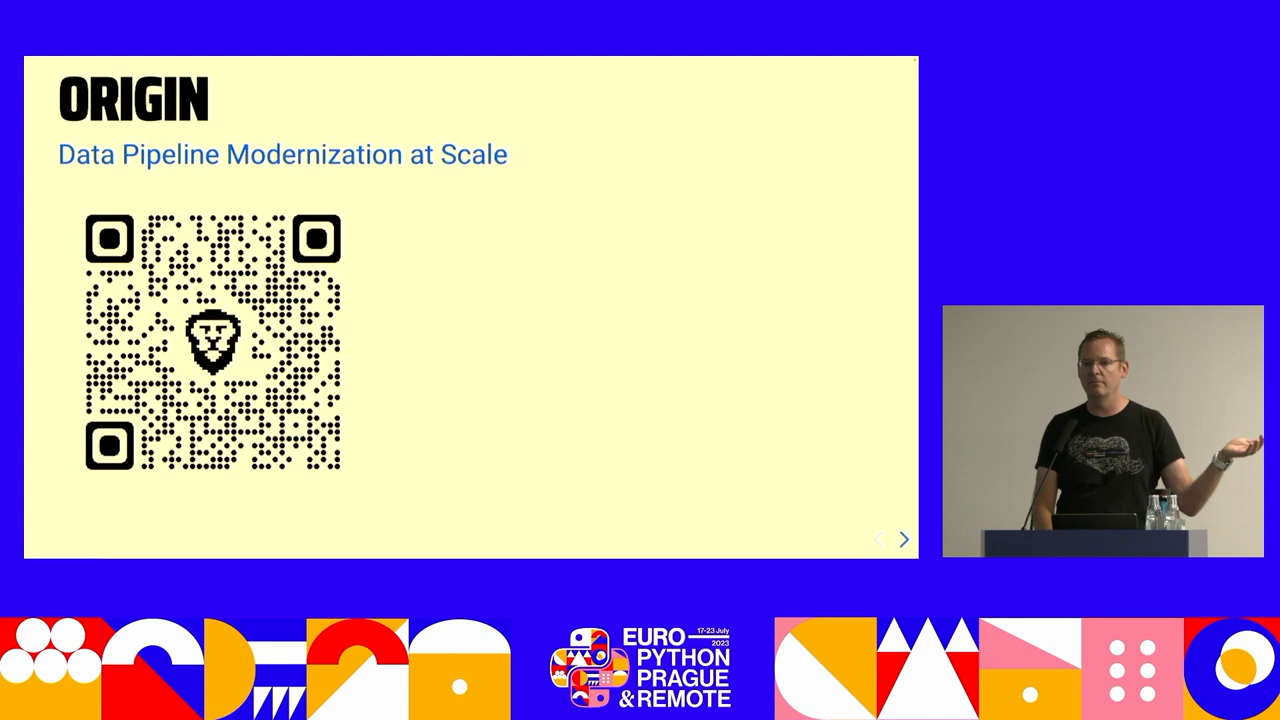 ORIGIN
Data Pipeline Modernization at Scale
17-23 July
2023
EURO
PYTHON
PRAGUE
& REMOTE